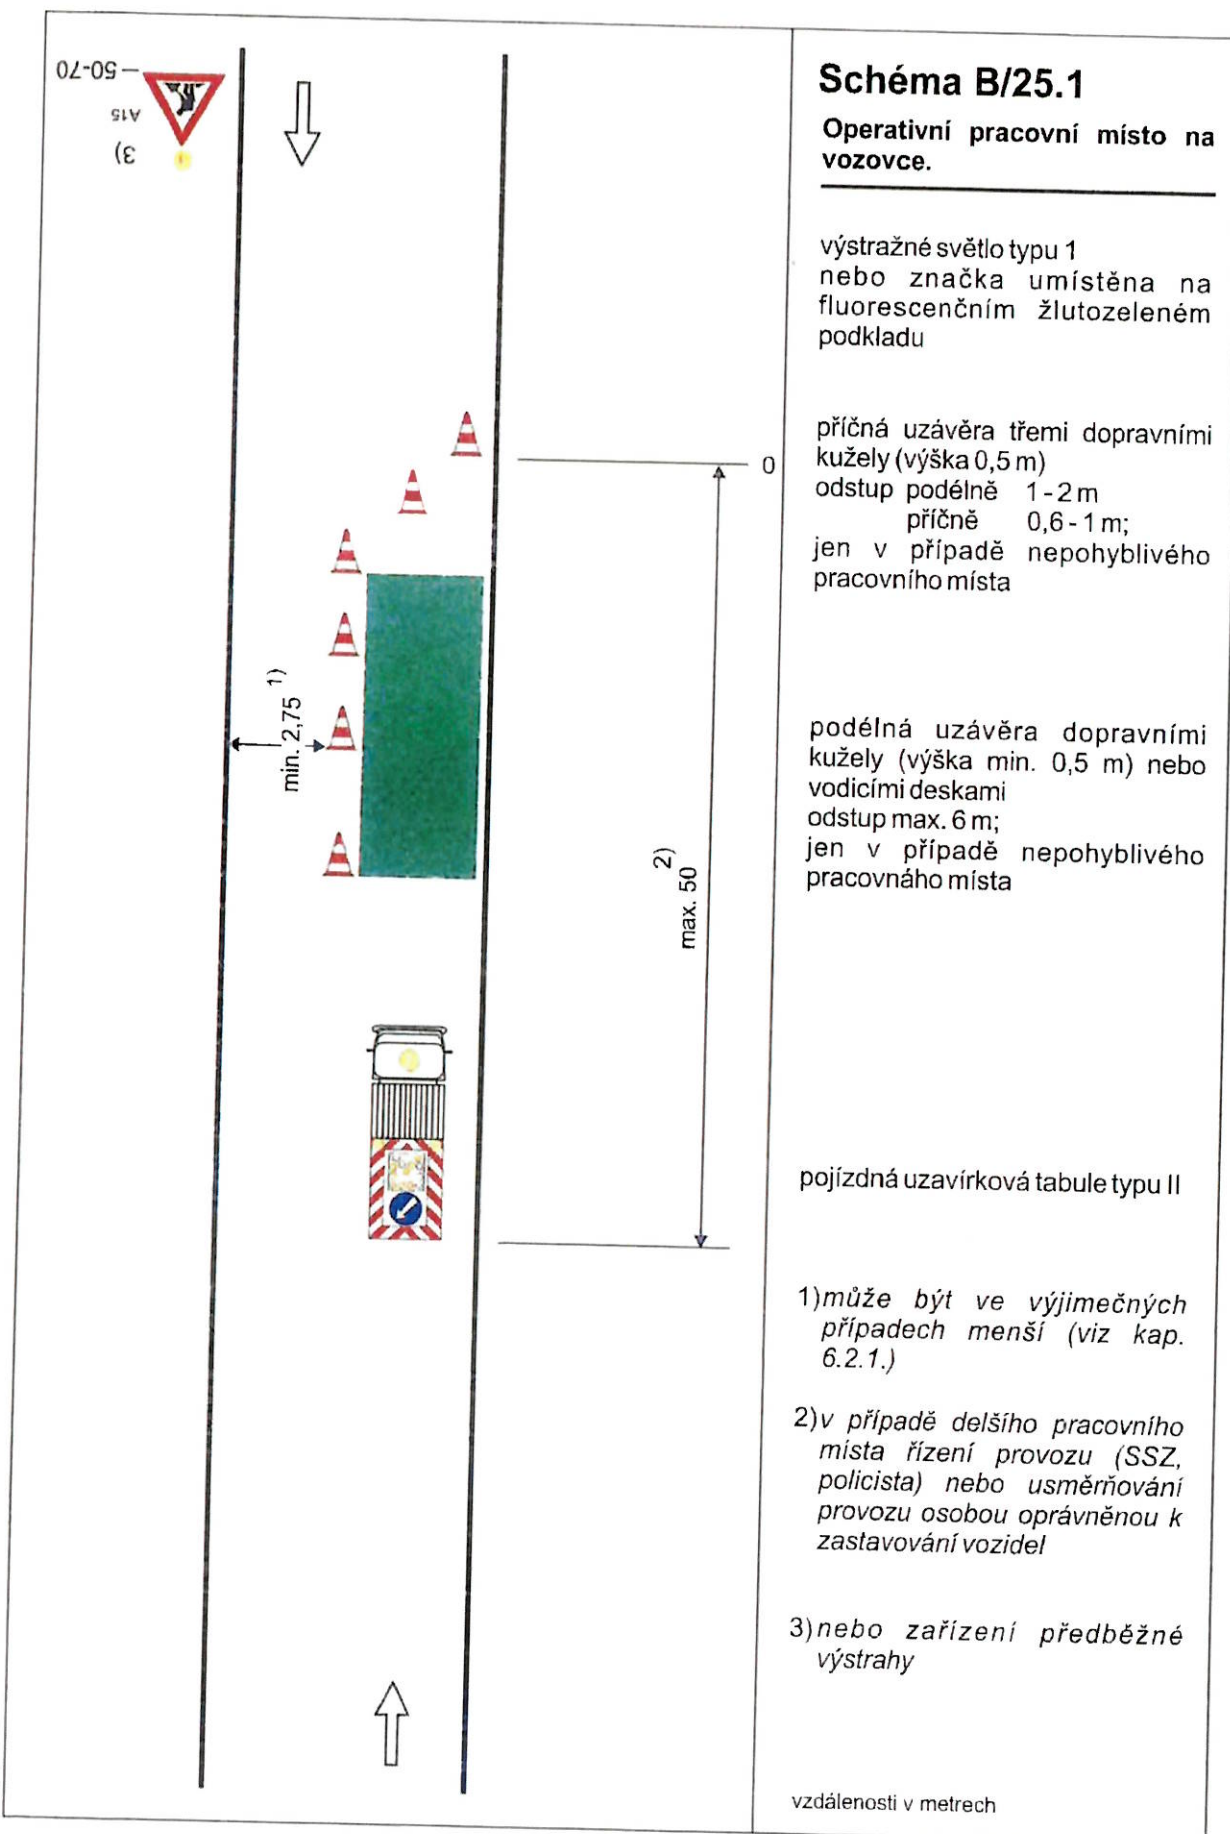 50-70
A15
3)
min. 2,75 1)
0
max. 50 2)
Schéma B/25.1
Operativní pracovní místo na
vozovce.
výstražné světlo typu 1
nebo značka umístěna na
fluorescenčním žlutozeleném
podkladu
příčná uzávěra třemi dopravními
kužely (výška 0,5 m)
odstup podélně 1 - 2 m
příčně 0,6 - 1 m;
jen v případě nepohyblivého
pracovního místa
podélná uzávěra dopravními
kužely (výška min. 0,5 m) nebo
vodicími deskami
odstup max. 6 m;
jen v případě nepohyblivého
pracovnáho místa
pojízdná uzavírková tabule typu II
1) může být ve výjimečných
případech menší (viz kap.
6.2.1.)
2) v případě delšího pracovního
místa řízení provozu (SSZ,
policista) nebo usměrňování
provozu osobou oprávněnou k
zastavování vozidel
3) nebo zařízení předběžné
výstrahy
vzdálenosti v metrech